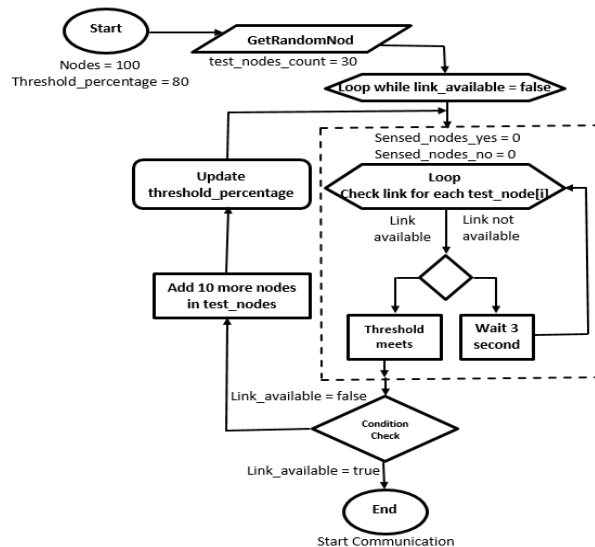 Start
Nodes = 100
Threshold_percentage = 80
GetRandomNod
test_nodes_count = 30
Loop while link_available = false
Sensed_nodes_yes = 0
Sensed_nodes_no = 0
Loop
Check link for each test_node[i]
Link
available
Link not
available
Update
threshold_percentage
Add 10 more nodes
in test_nodes
Threshold
meets
Wait 3
second
Link_available = false
Condition
Check
Link_available = true
End
Start Communication